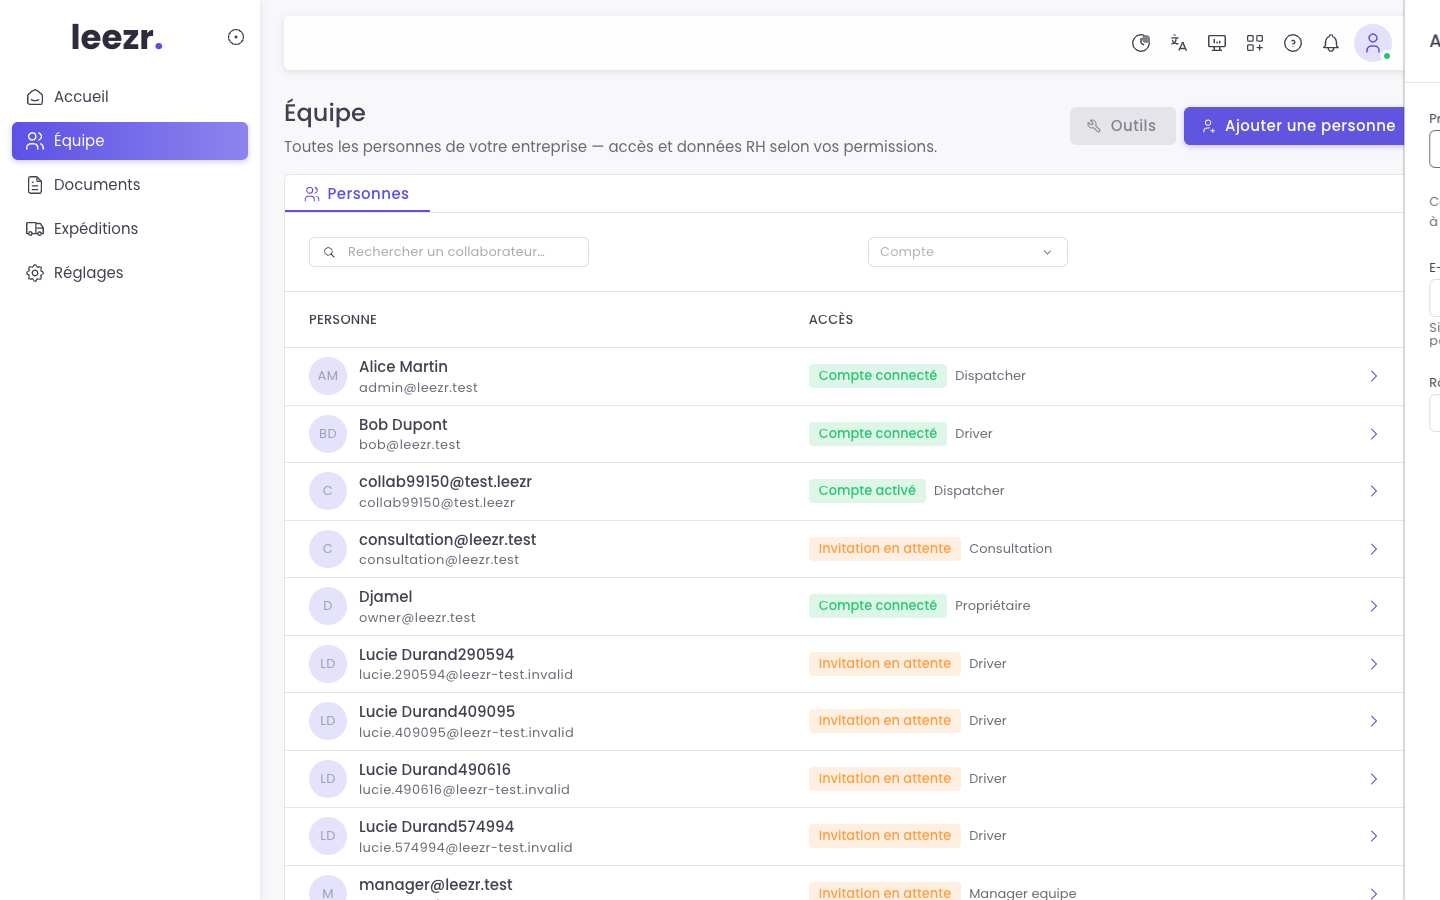 leezr.
Accueil
Équipe
Documents
Expéditions
Réglages
Équipe
Toutes les personnes de votre entreprise — accès et données RH selon vos permissions.
Outils
Ajouter une personne
Personnes
Rechercher un collaborateur...
Compte
PERSONNE
ACCÈS
AM
Alice Martin
admin@leezr.test
Compte connecté
Dispatcher
BD
Bob Dupont
bob@leezr.test
Compte connecté
Driver
C
collab99150@test.leezr
collab99150@test.leezr
Compte activé
Dispatcher
C
consultation@leezr.test
consultation@leezr.test
Invitation en attente
Consultation
D
Djamel
owner@leezr.test
Compte connecté
Propriétaire
LD
Lucie Durand290594
lucie.290594@leezr-test.invalid
Invitation en attente
Driver
LD
Lucie Durand409095
lucie.409095@leezr-test.invalid
Invitation en attente
Driver
LD
Lucie Durand490616
lucie.490616@leezr-test.invalid
Invitation en attente
Driver
LD
Lucie Durand574994
lucie.574994@leezr-test.invalid
Invitation en attente
Driver
M
manager@leezr.test
Invitation en attente
Manager equipe
à